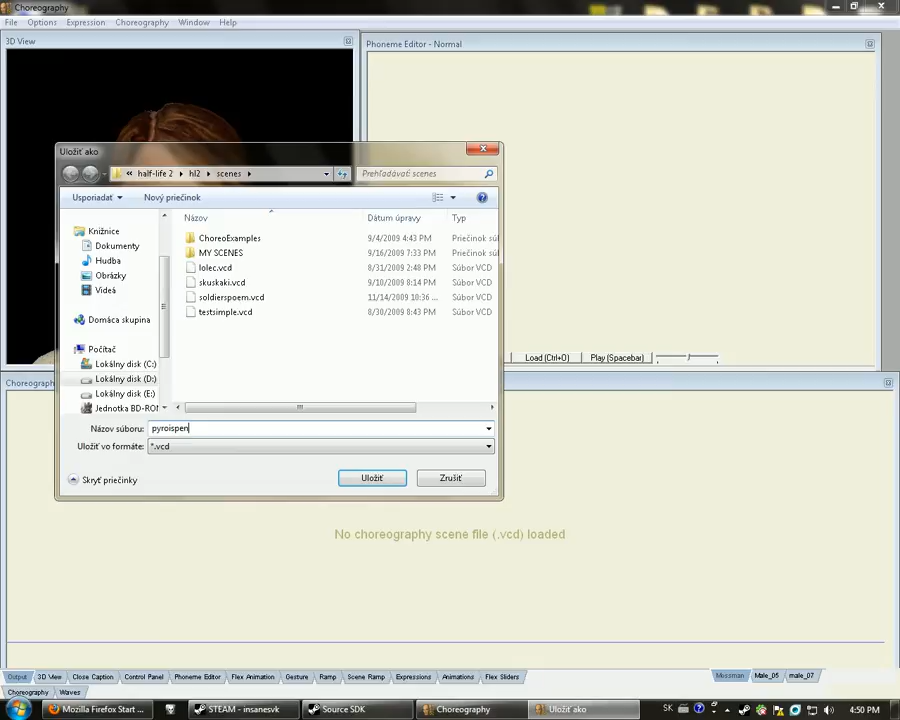 Choreography
File Options Expression Choreography Window Help
3D View
Phoneme Editor - Normal
Uložiť ako
« half-life 2 hl2 scenes
Prehľadávať: scenes
Usporiadať Nový priečinok
Názov Dátum úpravy Typ
Knižnice
Dokumenty
Hudba
Obrázky
Videá
Domáca skupina
Počítač
Lokálny disk (C:)
Lokálny disk (D:)
Lokálny disk (E:)
Jednotka BD-ROM
ChoreoExamples 9/4/2009 4:43 PM Priečinok sú
MY SCENES 9/16/2009 7:33 PM Priečinok sú
lolec.vcd 8/31/2009 2:48 PM Súbor VCD
skuskaki.vcd 9/10/2009 8:14 PM Súbor VCD
soldierspoem.vcd 11/14/2009 10:36 ... Súbor VCD
testsimple.vcd 8/30/2009 8:43 PM Súbor VCD
Názov súboru: pyroispen
Uložiť vo formáte: *.vcd
Skryť priečinky
Uložiť Zrušiť
Load (Ctrl+O) Play (Spacebar)
Choreography
No choreography scene file (.vcd) loaded
Output 3D View Close Caption Control Panel Phoneme Editor Flex Animation Gesture Ramp Scene Ramp Expressions Animations Flex Sliders
Mossman Male_05 male_07
Choreography Waves
Mozilla Firefox Start ... STEAM - insanesvk Source SDK Choreography Uložiť ako SK 4:50 PM